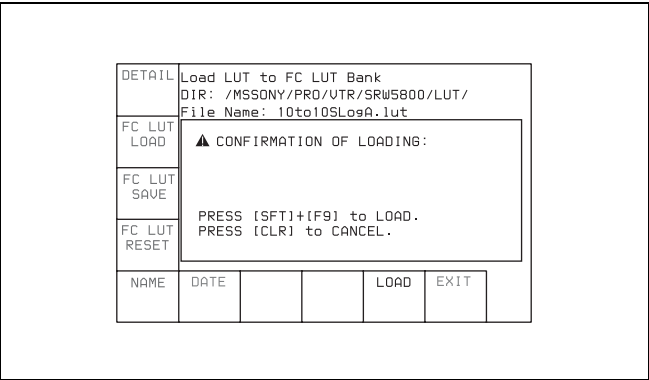 DETAIL
Load LUT to FC LUT Bank
DIR: /MSSONY/PRO/VTR/SRW5800/LUT/
File Name: 10to10SLogA.lut
FC LUT
LOAD
⚠ CONFIRMATION OF LOADING:
FC LUT
SAVE
PRESS [SFT]+[F9] to LOAD.
PRESS [CLR] to CANCEL.
FC LUT
RESET
NAME
DATE
LOAD
EXIT